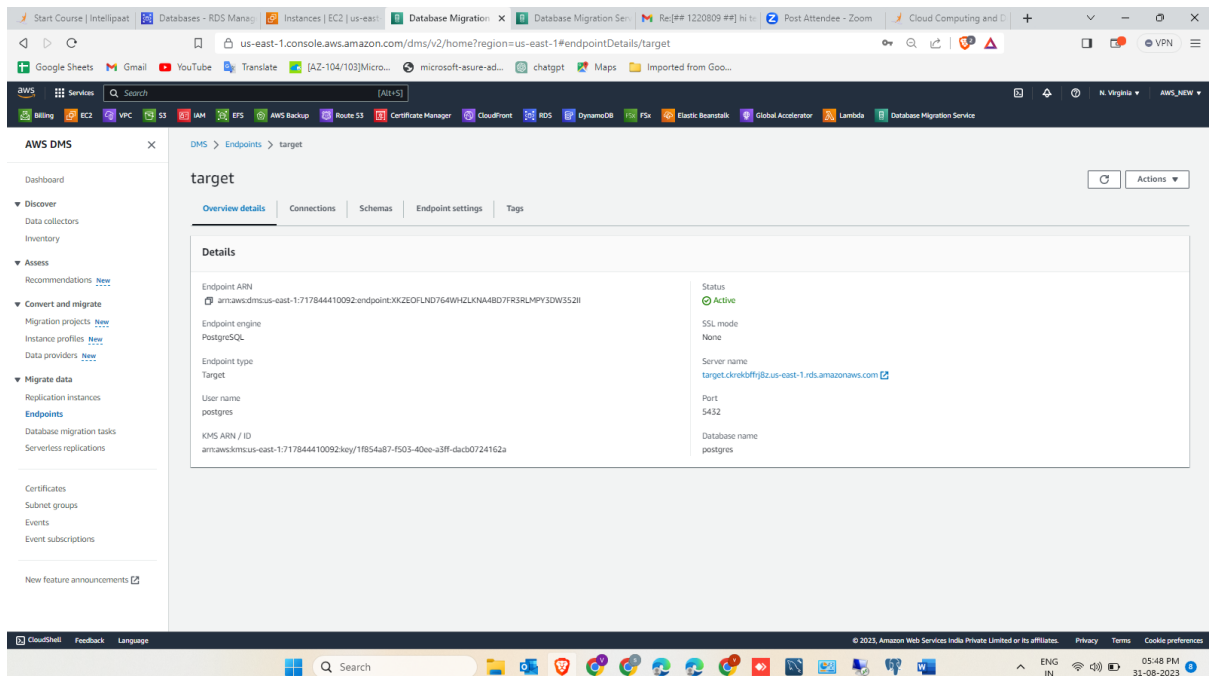 Start Course | Intellipaat
Databases - RDS Manag
Instances | EC2 | us-east
Database Migration
Database Migration Serv
Re:[## 1220809 ##] hi te
Post Attendee - Zoom
Cloud Computing and D
us-east-1.console.aws.amazon.com/dms/v2/home?region=us-east-1#endpointDetails/target
VPN
Google Sheets Gmail YouTube Translate [AZ-104/103]Micro... microsoft-asure-ad... chatgpt Maps Imported from Goo...
aws Services Search [Alt+S] N. Virginia AWS_NEW
Billing EC2 VPC S3 IAM EFS AWS Backup Route 53 Certificate Manager CloudFront RDS DynamoDB FSx Elastic Beanstalk Global Accelerator Lambda Database Migration Service
AWS DMS
Dashboard
Discover
Data collectors
Inventory
Assess
Recommendations New
Convert and migrate
Migration projects New
Instance profiles New
Data providers New
Migrate data
Replication instances
Endpoints
Database migration tasks
Serverless replications
Certificates
Subnet groups
Events
Event subscriptions
New feature announcements
DMS > Endpoints > target
target
Actions
Overview details Connections Schemas Endpoint settings Tags
Details
Endpoint ARN
arn:aws:dms:us-east-1:717844410092:endpoint:XKZEOFLND764WHZLKNA4BD7FR3RLMPY3DW352II
Endpoint engine
PostgreSQL
Endpoint type
Target
User name
postgres
KMS ARN / ID
arn:aws:kms:us-east-1:717844410092:key/1f854a87-f503-40ee-a3ff-dacb0724162a
Status
Active
SSL mode
None
Server name
target.ckrekbffrj8z.us-east-1.rds.amazonaws.com
Port
5432
Database name
postgres
CloudShell Feedback Language
© 2023, Amazon Web Services India Private Limited or its affiliates. Privacy Terms Cookie preferences
Search
ENG
IN
05:48 PM
31-08-2023
8